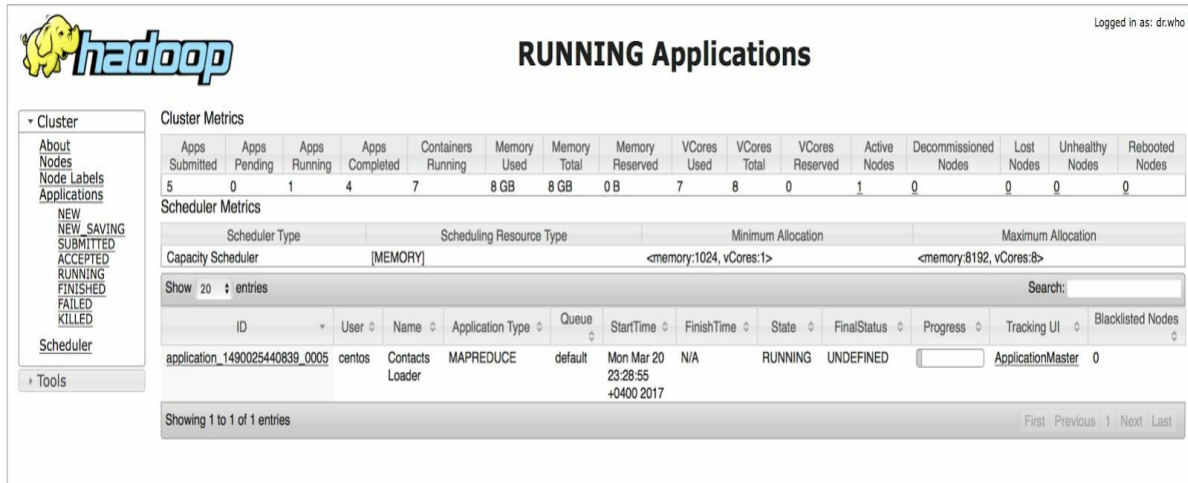 Logged in as: dr.who
hadoop
RUNNING Applications
Cluster
About
Nodes
Node Labels
Applications
NEW
NEW_SAVING
SUBMITTED
ACCEPTED
RUNNING
FINISHED
FAILED
KILLED
Scheduler
Tools
Cluster Metrics
Apps Submitted Apps Pending Apps Running Apps Completed Containers Running Memory Used Memory Total Memory Reserved VCores Used VCores Total VCores Reserved Active Nodes Decommissioned Nodes Lost Nodes Unhealthy Nodes Rebooted Nodes
5 0 1 4 7 8 GB 8 GB 0 B 7 8 0 1 0 0 0 0
Scheduler Metrics
Scheduler Type Scheduling Resource Type Minimum Allocation Maximum Allocation
Capacity Scheduler [MEMORY] <memory:1024, vCores:1> <memory:8192, vCores:8>
Show 20 entries Search:
ID User Name Application Type Queue StartTime FinishTime State FinalStatus Progress Tracking UI Blacklisted Nodes
application_1490025440839_0005 centos Contacts Loader MAPREDUCE default Mon Mar 20 23:28:55 +0400 2017 N/A RUNNING UNDEFINED ApplicationMaster 0
Showing 1 to 1 of 1 entries First Previous 1 Next Last